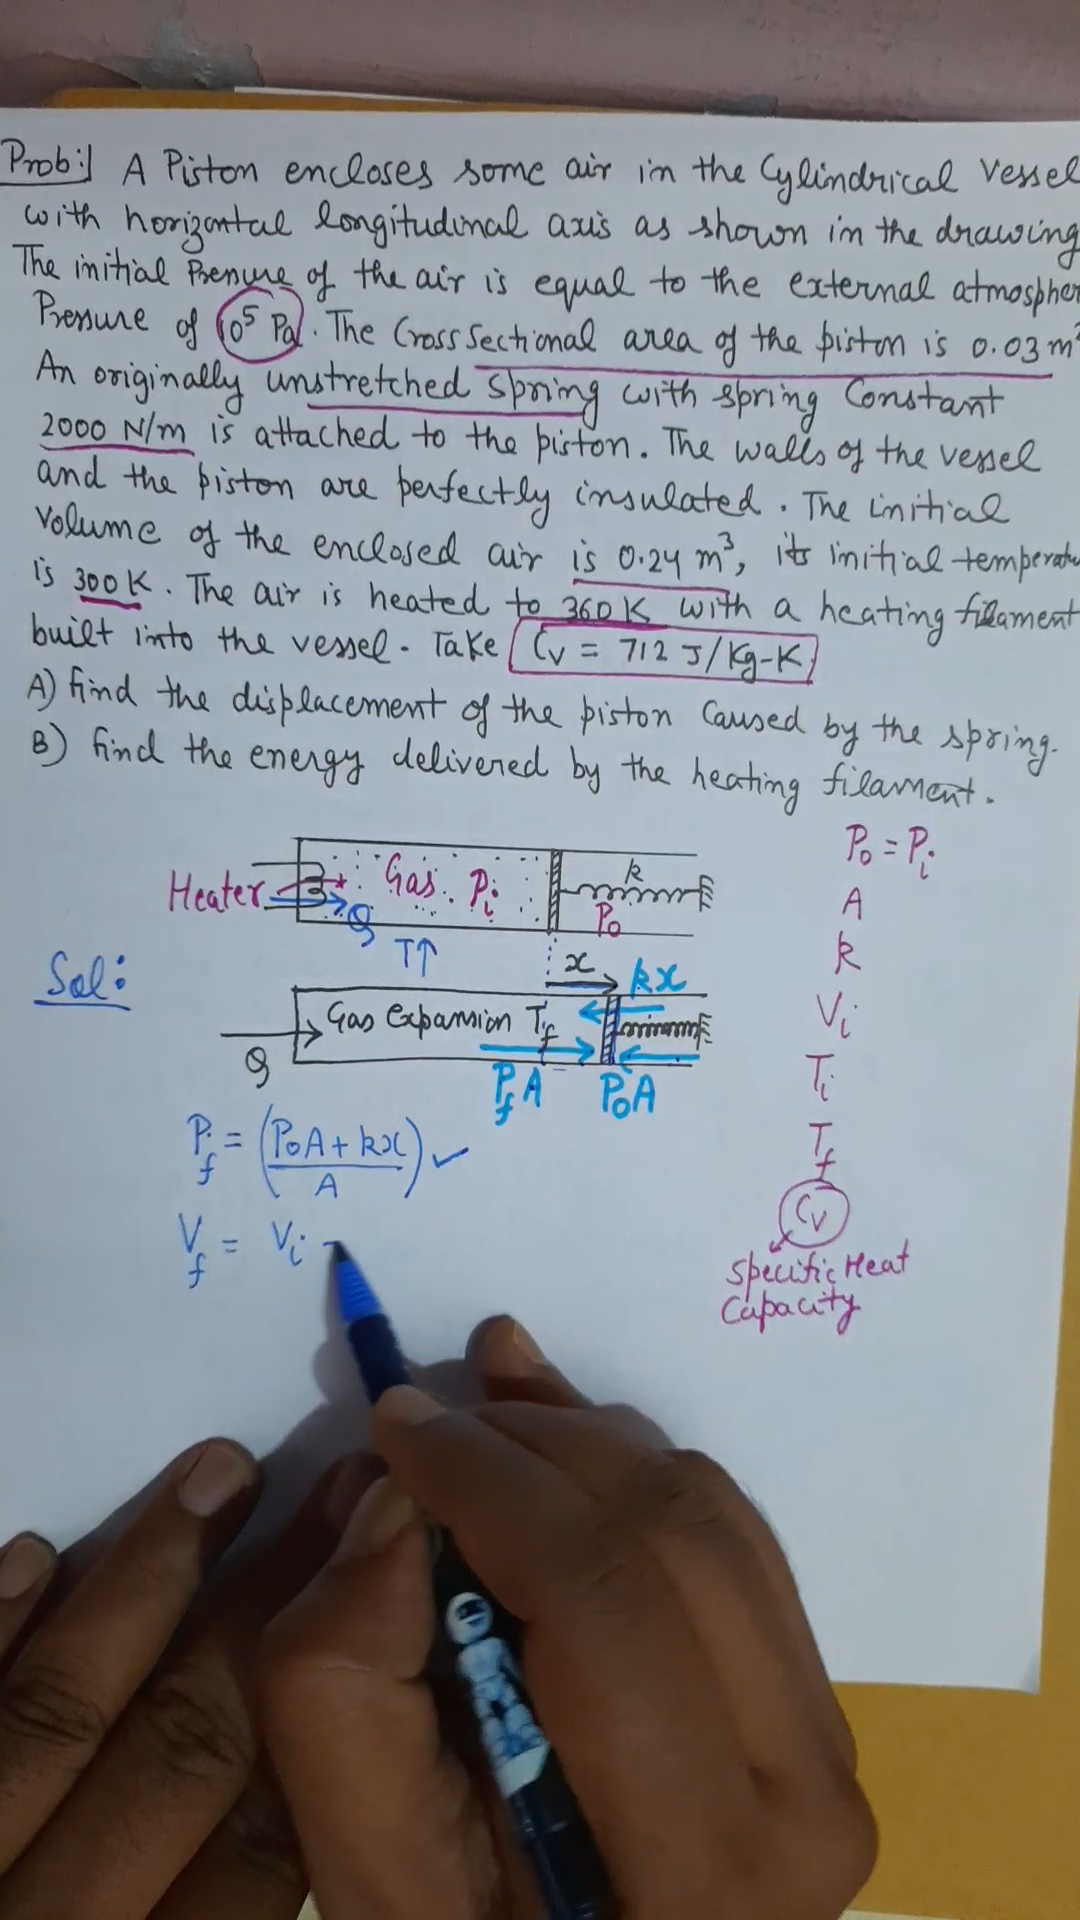 Prob:1 A Piston encloses some air in the Cylindrical Vessel
with horizontal longitudinal axis as shown in the drawing
The initial Pressure of the air is equal to the external atmospher
Pressure of 10⁵ Pa. The Cross Sectional area of the piston is 0.03 m²
An originally unstretched spring with spring Constant
2000 N/m is attached to the piston. The walls of the vessel
and the piston are perfectly insulated. The initial
Volume of the enclosed air is 0.24 m³, its initial temperatu
is 300 K. The air is heated to 360 K with a heating filament
built into the vessel. Take Cv = 712 J/Kg-K
A) find the displacement of the piston Caused by the spring.
B) find the energy delivered by the heating filament.
P₀ = Pᵢ
A
k
Vᵢ
Tᵢ
T_f
Cv
Specific Heat
Capacity
Heater
Gas Pᵢ
k
P₀
Q
T↑
Sol:
x
kx
Gas Expansion T_f
Q
P_f A
P₀A
P_f = (P₀A + kx / A) ✓
V_f = Vᵢ